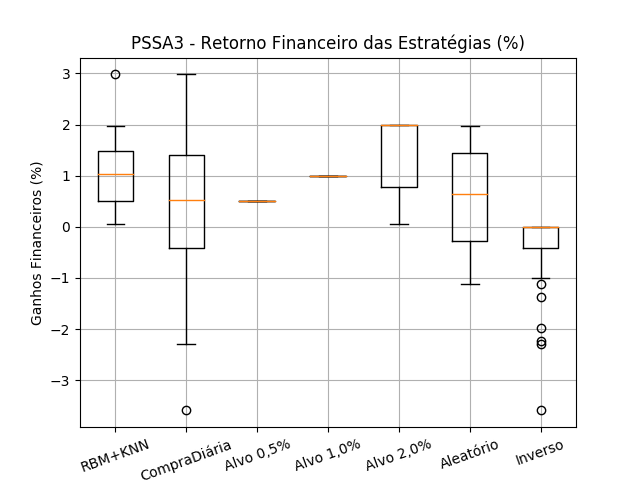 PSSA3 - Retorno Financeiro das Estratégias (%)
Ganhos Financeiros (%)
3
2
1
0
−1
−2
−3
RBM+KNN
CompraDiária
Alvo 0,5%
Alvo 1,0%
Alvo 2,0%
Aleatório
Inverso